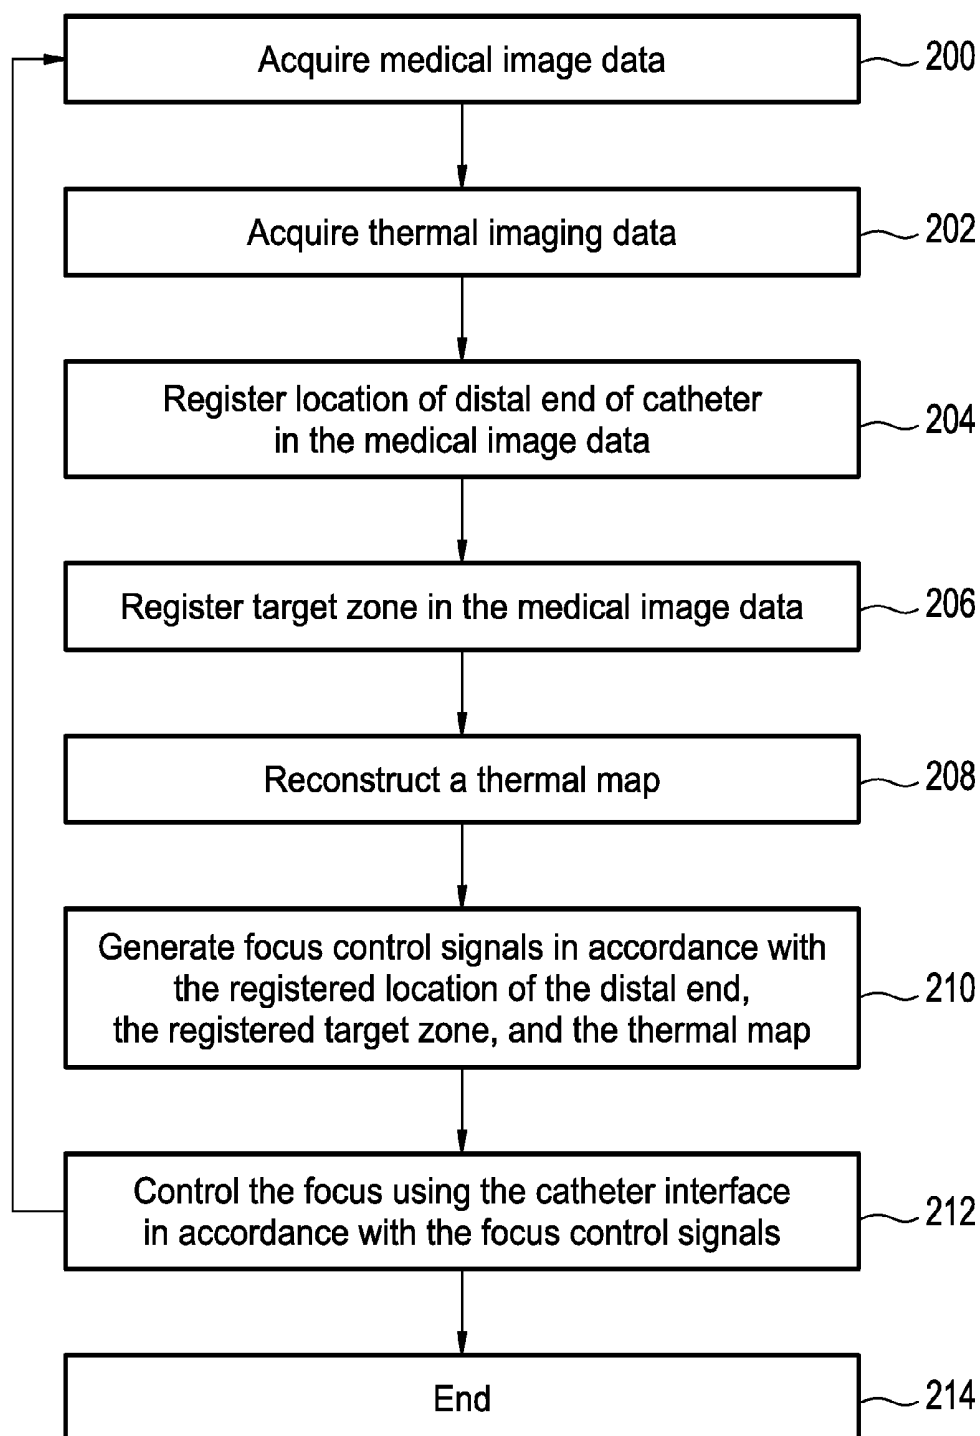 Acquire medical image data
200
Acquire thermal imaging data
202
Register location of distal end of catheter
in the medical image data
204
Register target zone in the medical image data
206
Reconstruct a thermal map
208
Generate focus control signals in accordance with
the registered location of the distal end,
the registered target zone, and the thermal map
210
Control the focus using the catheter interface
in accordance with the focus control signals
212
End
214